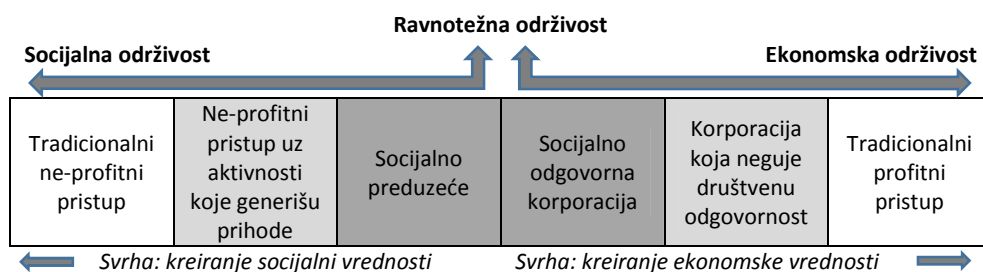 Ravnotežna održivost
Socijalna održivost
Ekonomska održivost
Tradicionalni
ne-profitni
pristup
Ne-profitni
pristup uz
aktivnosti
koje generišu
prihode
Socijalno
preduzeće
Socijalno
odgovorna
korporacija
Korporacija
koja neguje
društvenu
odgovornost
Tradicionalni
profitni
pristup
Svrha: kreiranje socijalni vrednosti
Svrha: kreiranje ekonomske vrednosti